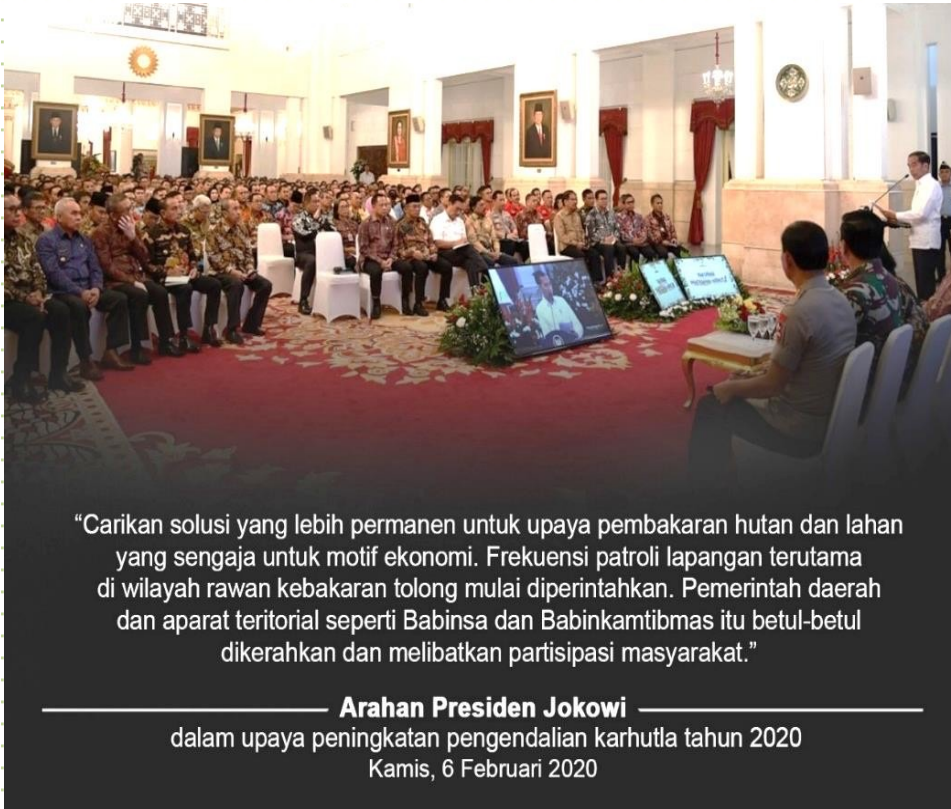 “Carikan solusi yang lebih permanen untuk upaya pembakaran hutan dan lahan
yang sengaja untuk motif ekonomi. Frekuensi patroli lapangan terutama
di wilayah rawan kebakaran tolong mulai diperintahkan. Pemerintah daerah
dan aparat teritorial seperti Babinsa dan Babinkamtibmas itu betul-betul
dikerahkan dan melibatkan partisipasi masyarakat.”
Arahan Presiden Jokowi
dalam upaya peningkatan pengendalian karhutla tahun 2020
Kamis, 6 Februari 2020